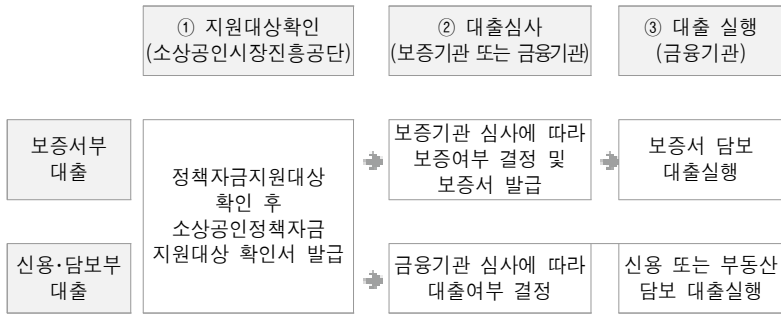 ① 지원대상확인
(소상공인시장진흥공단)
② 대출심사
(보증기관 또는 금융기관)
③ 대출 실행
(금융기관)
보증서부
대출
정책자금지원대상
확인 후
소상공인정책자금
지원대상 확인서 발급
보증기관 심사에 따라
보증여부 결정 및
보증서 발급
보증서 담보
대출실행
신용·담보부
대출
금융기관 심사에 따라
대출여부 결정
신용 또는 부동산
담보 대출실행